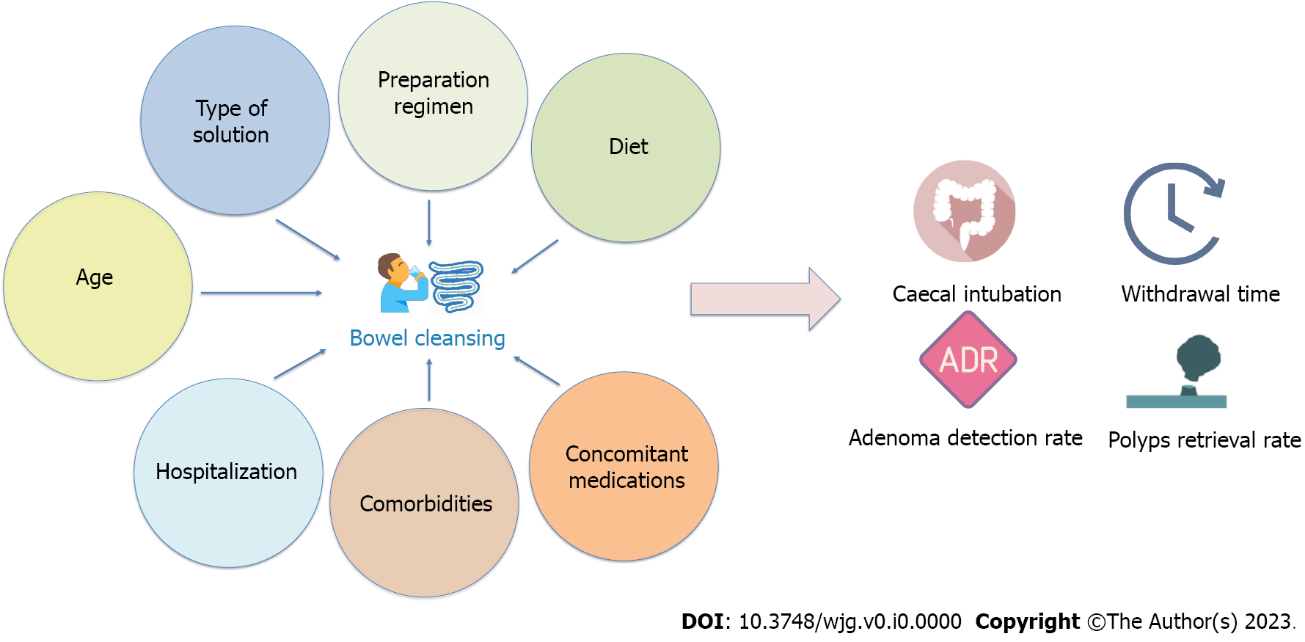 Preparation
regimen
Type of
solution
Diet
Age
Bowel cleansing
Hospitalization
Comorbidities
Concomitant
medications
Caecal intubation
Withdrawal time
ADR
Adenoma detection rate
Polyps retrieval rate
DOI: 10.3748/wjg.v0.i0.0000 Copyright ©The Author(s) 2023.